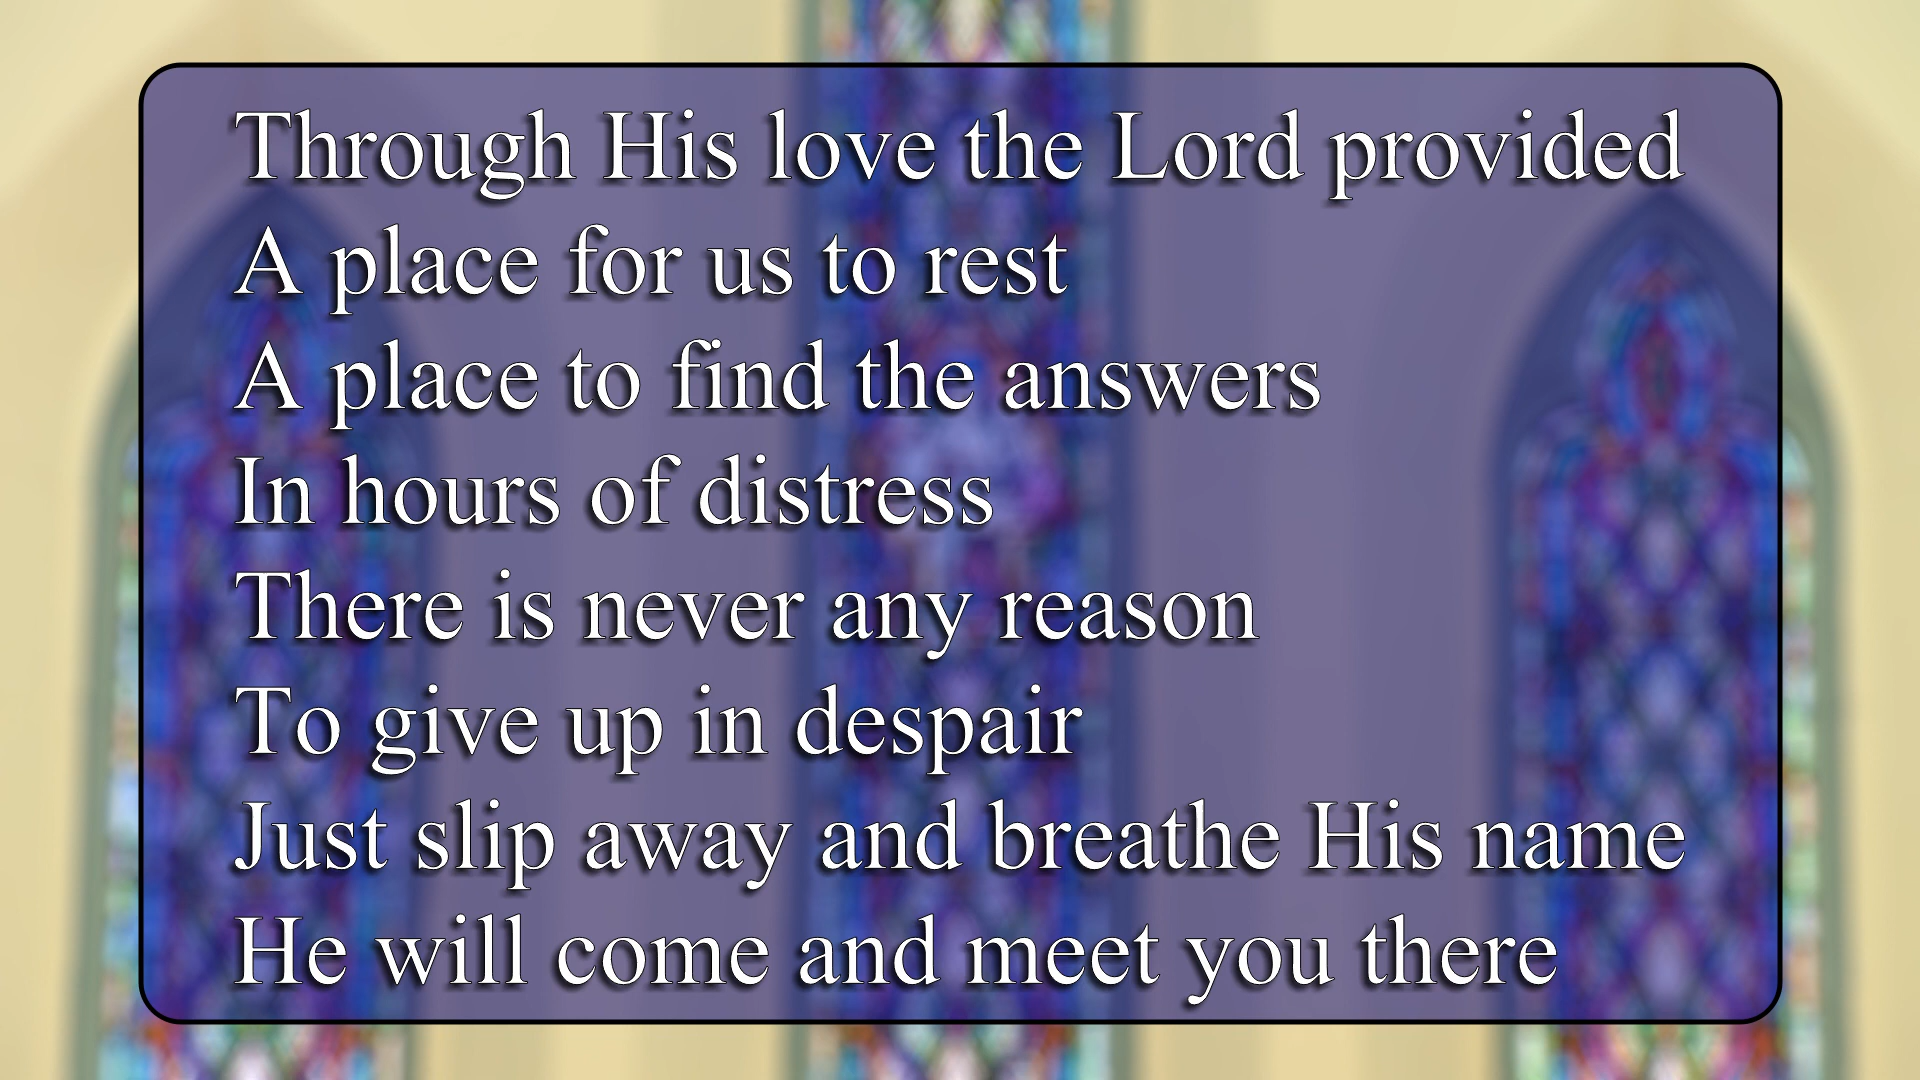 Through His love the Lord provided
A place for us to rest
A place to find the answers
In hours of distress
There is never any reason
To give up in despair
Just slip away and breathe His name
He will come and meet you there